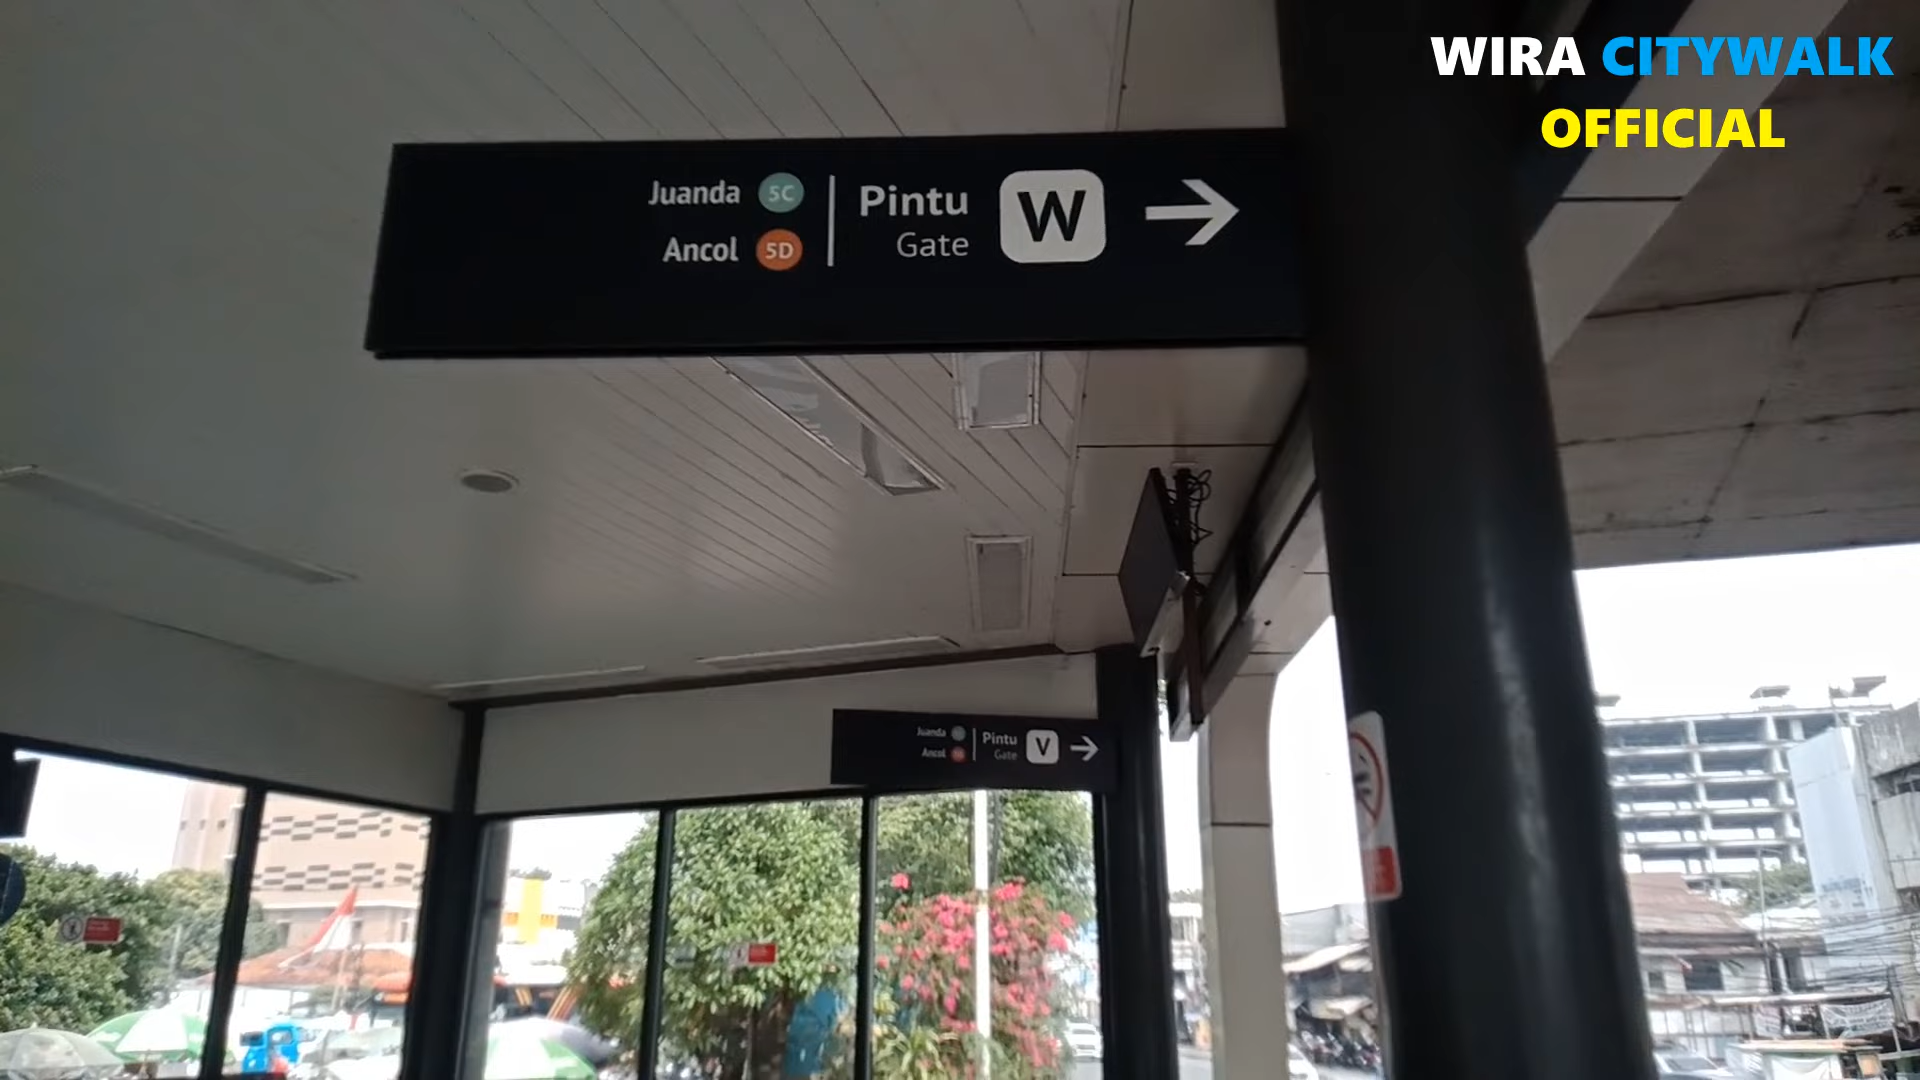 WIRA CITYWALK
OFFICIAL
Juanda 5C
Ancol 5D
Pintu
Gate
W
Juanda
Ancol
Pintu
Gate
V